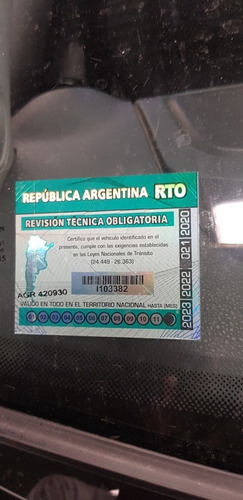 REPÚBLICA ARGENTINA RTO
REVISIÓN TÉCNICA OBLIGATORIA
Certifico que el vehículo identificado en el
presente, cumple con las exigencias establecidas
en las Leyes Nacionales de Tránsito
(24.449 - 26.363)
AGR 420930
I103382
VÁLIDO EN TODO EN EL TERRITORIO NACIONAL HASTA (MES)
01 02 03 04 05 06 07 08 09 10 11
2023 2022 021 2020